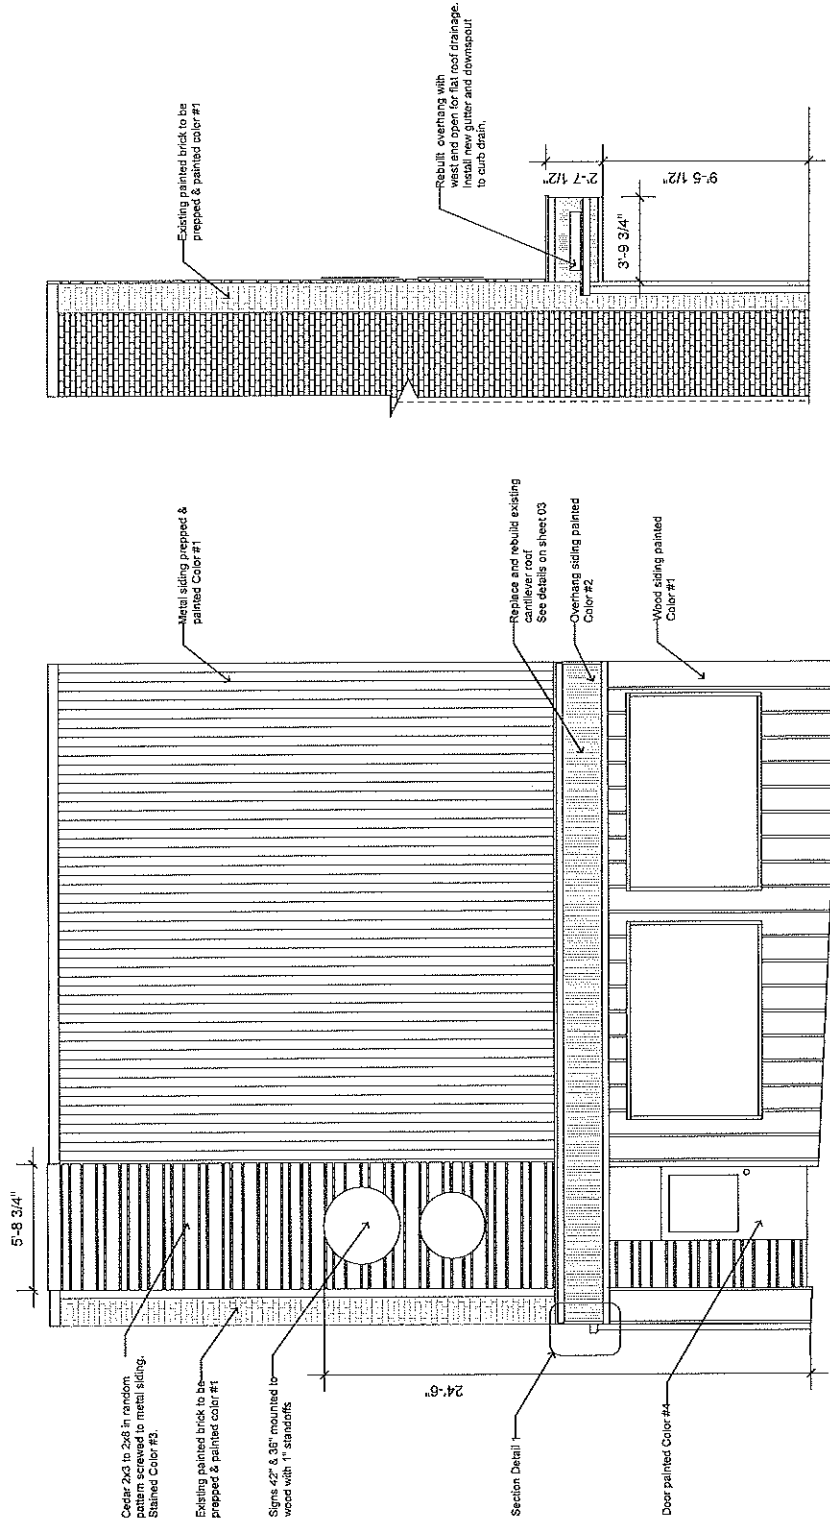 Existing painted brick to be
prepped & painted color #1
Rebuilt overhang with
west end open for flat roof drainage.
Install new gutter and downspout
to curb drain.
2'-7 1/2"
9'-5 1/2"
3'-9 3/4"
Metal siding prepped &
painted Color #1
Replace and rebuild existing
cantilever roof
See details on sheet 03
Overhang siding painted
Color #2
Wood siding painted
Color #1
5'-8 3/4"
Cedar 2x3 to 2x8 in random
pattern screwed to metal siding.
Stained Color #3.
Existing painted brick to be
prepped & painted color #1
Signs 42" & 36" mounted to
wood with 1" standoffs
24'-6"
Section Detail 1
Door painted Color #4